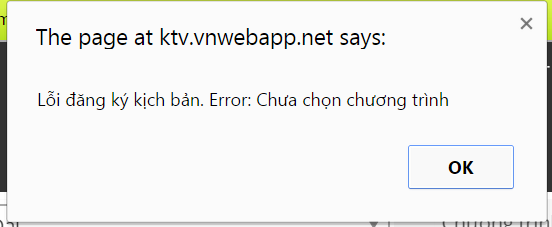 The page at ktv.vnwebapp.net says:
Lỗi đăng ký kịch bản. Error: Chưa chọn chương trình
OK